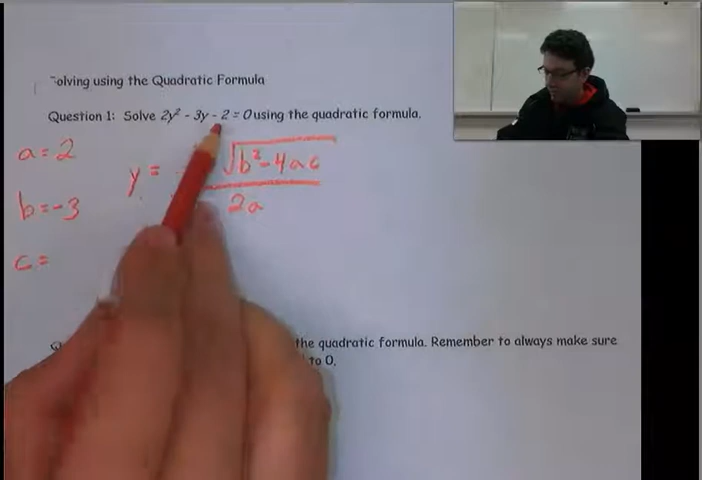 olving using the Quadratic Formula
Question 1: Solve 2y² - 3y - 2 = 0 using the quadratic formula.
a = 2
y = √b² - 4ac
2a
b = -3
c =
the quadratic formula. Remember to always make sure
to 0.